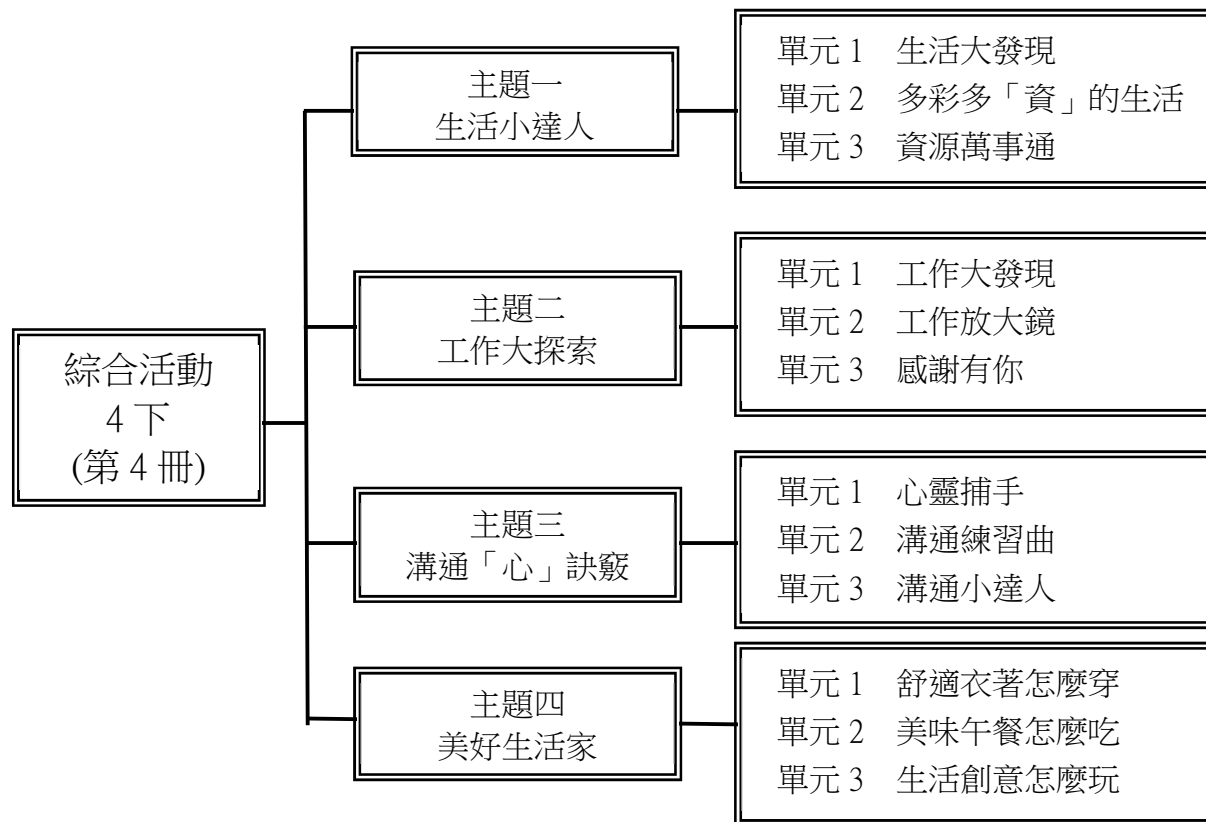 綜合活動
4 下
(第 4 冊)
主題一
生活小達人
單元 1　生活大發現
單元 2　多彩多「資」的生活
單元 3　資源萬事通
主題二
工作大探索
單元 1　工作大發現
單元 2　工作放大鏡
單元 3　感謝有你
主題三
溝通「心」訣竅
單元 1　心靈捕手
單元 2　溝通練習曲
單元 3　溝通小達人
主題四
美好生活家
單元 1　舒適衣著怎麼穿
單元 2　美味午餐怎麼吃
單元 3　生活創意怎麼玩